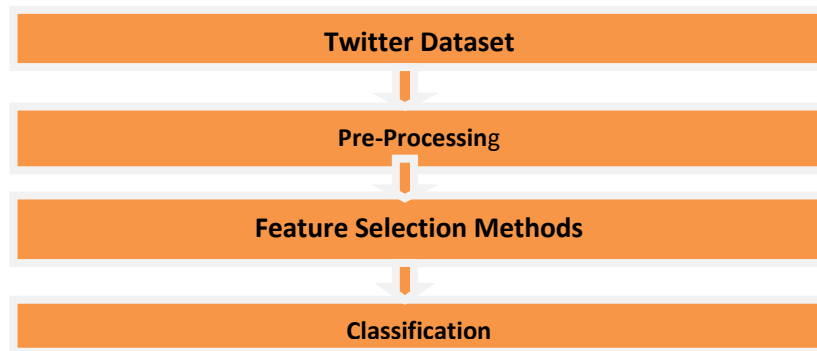 Twitter Dataset
Pre-Processing
Feature Selection Methods
Classification